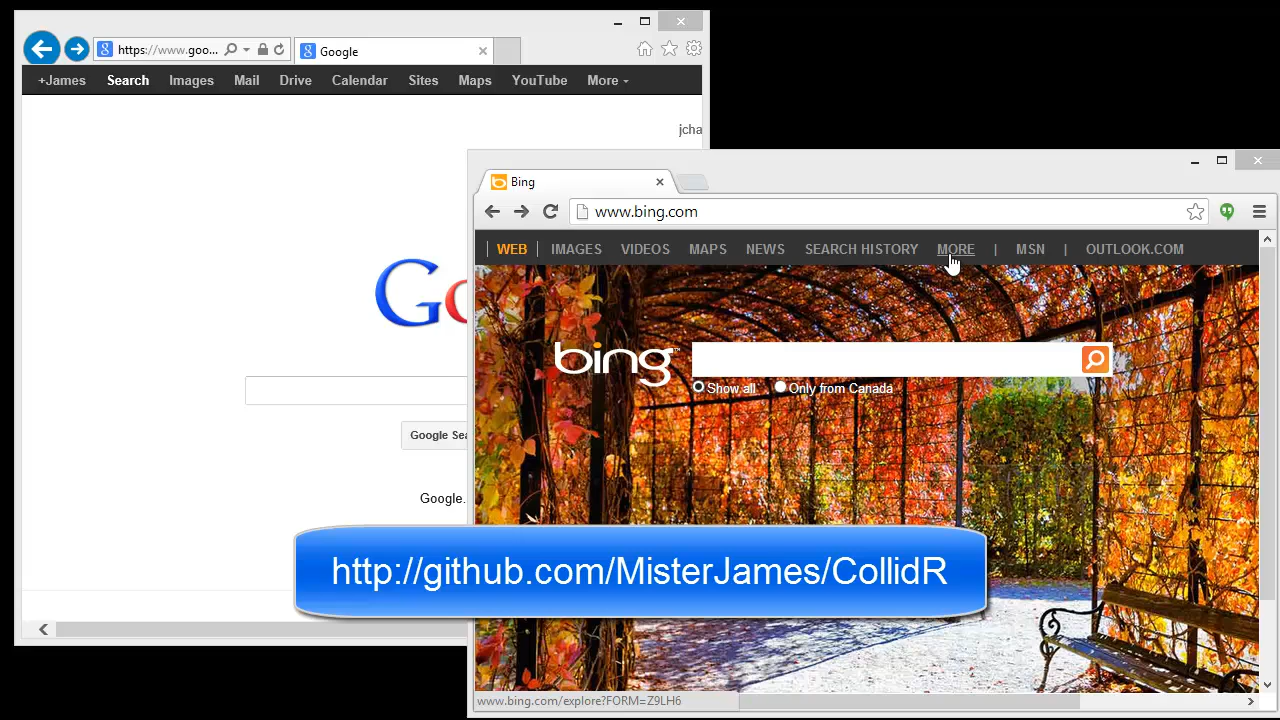 https://www.goo...
Google
+James Search Images Mail Drive Calendar Sites Maps YouTube More
jcha
Go
Google Sea
Google.
Bing
www.bing.com
WEB IMAGES VIDEOS MAPS NEWS SEARCH HISTORY MORE | MSN | OUTLOOK.COM
bing™
Show all Only from Canada
http://github.com/MisterJames/CollidR
www.bing.com/explore?FORM=Z9LH6